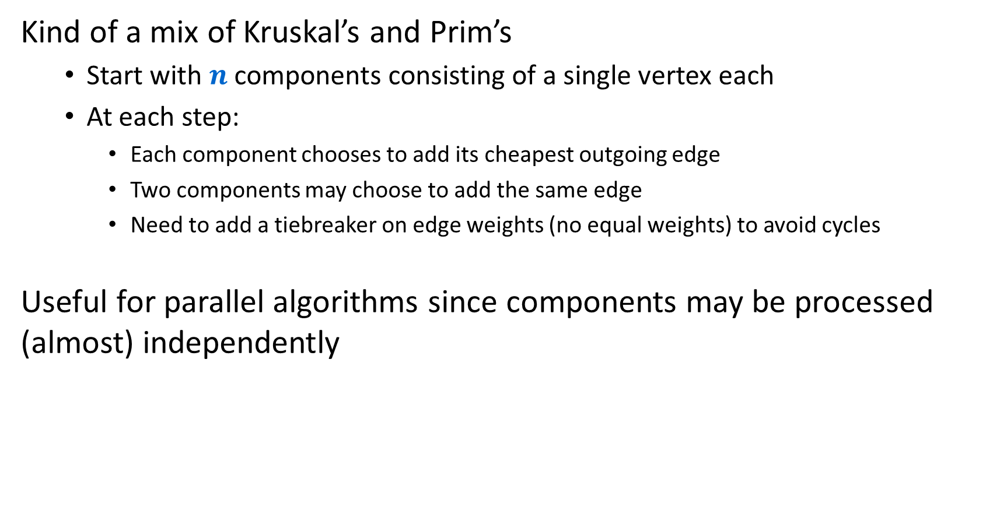 Kind of a mix of Kruskal’s and Prim’s
• Start with n components consisting of a single vertex each
• At each step:
• Each component chooses to add its cheapest outgoing edge
• Two components may choose to add the same edge
• Need to add a tiebreaker on edge weights (no equal weights) to avoid cycles
Useful for parallel algorithms since components may be processed
(almost) independently